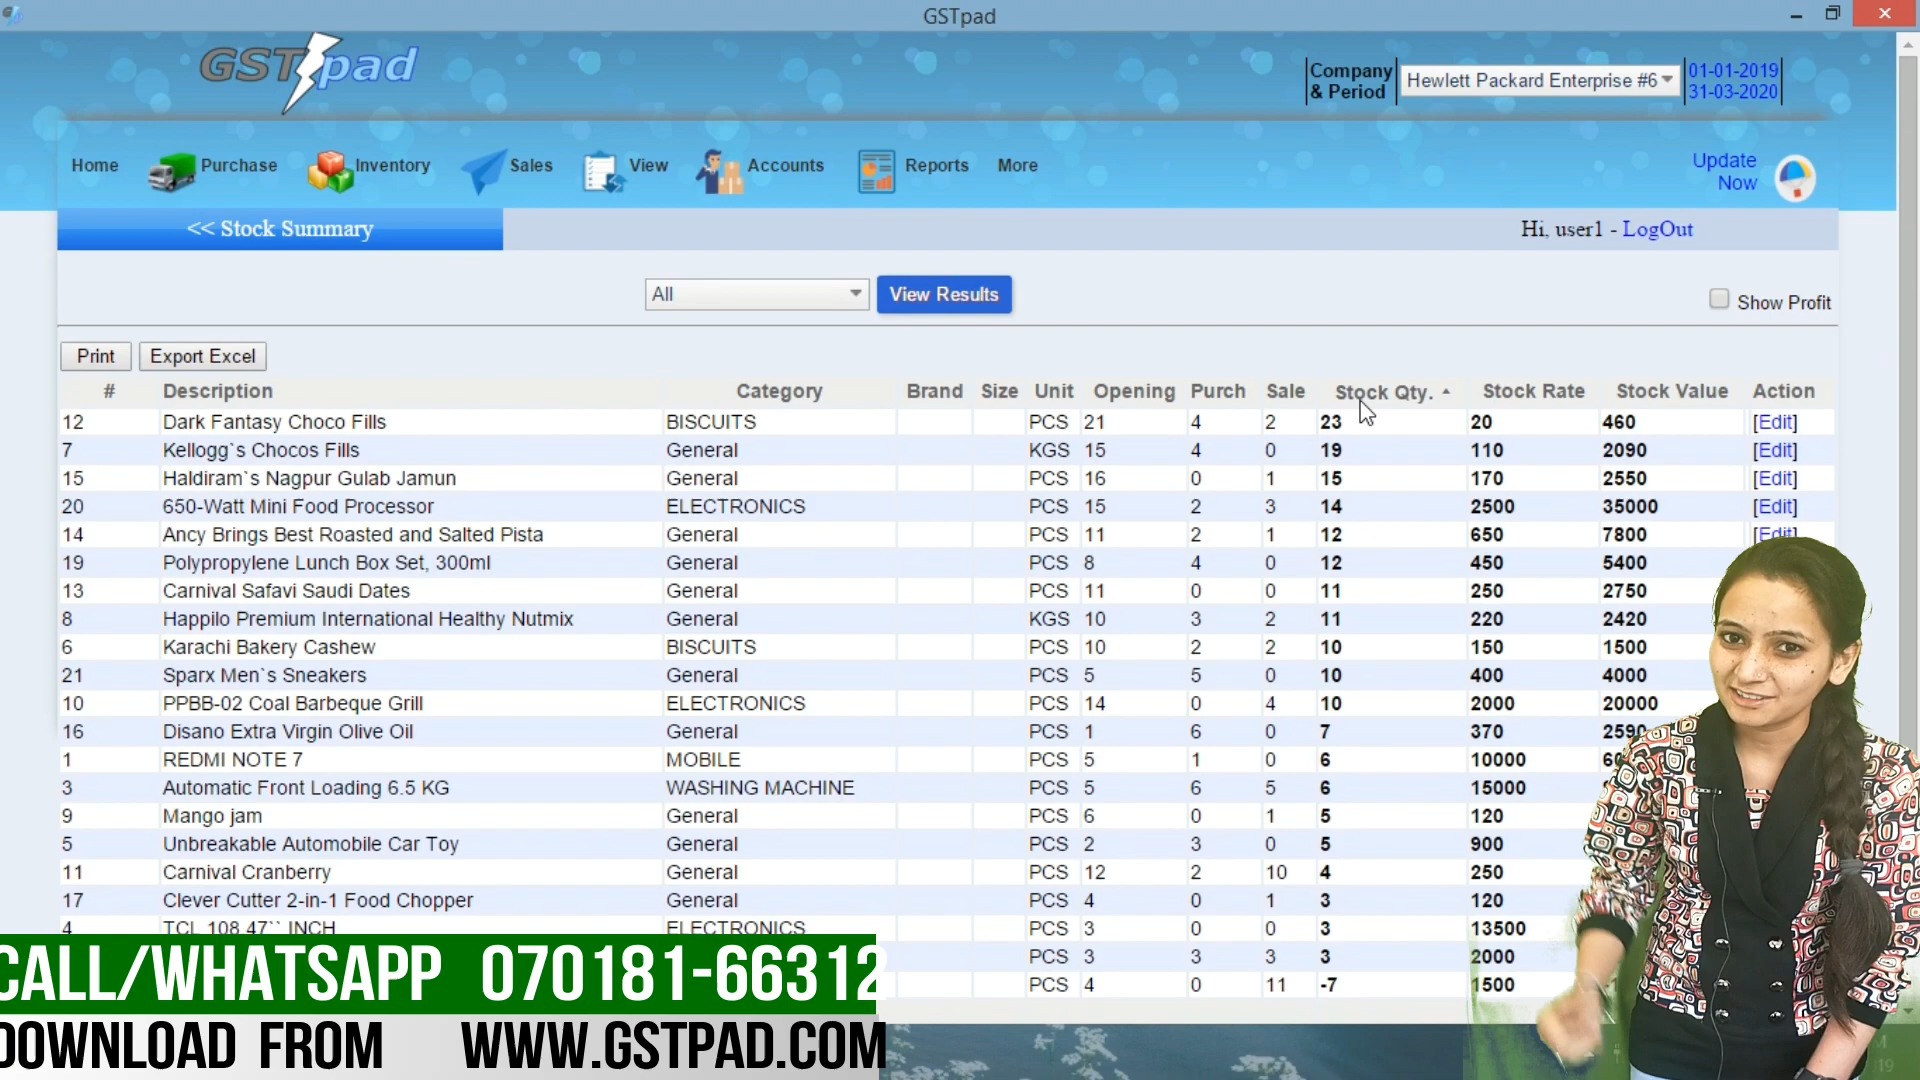 GSTpad
GSTpad
Company & Period Hewlett Packard Enterprise #6 01-01-2019 31-03-2020
Home Purchase Inventory Sales View Accounts Reports More Update Now
<< Stock Summary Hi, user1 - LogOut
All View Results Show Profit
Print Export Excel
# Description Category Brand Size Unit Opening Purch Sale Stock Qty. Stock Rate Stock Value Action
12 Dark Fantasy Choco Fills BISCUITS PCS 21 4 2 23 20 460 [Edit]
7 Kellogg`s Chocos Fills General KGS 15 4 0 19 110 2090 [Edit]
15 Haldiram`s Nagpur Gulab Jamun General PCS 16 0 1 15 170 2550 [Edit]
20 650-Watt Mini Food Processor ELECTRONICS PCS 15 2 3 14 2500 35000 [Edit]
14 Ancy Brings Best Roasted and Salted Pista General PCS 11 2 1 12 650 7800 [Edit]
19 Polypropylene Lunch Box Set, 300ml General PCS 8 4 0 12 450 5400
13 Carnival Safavi Saudi Dates General PCS 11 0 0 11 250 2750
8 Happilo Premium International Healthy Nutmix General KGS 10 3 2 11 220 2420
6 Karachi Bakery Cashew BISCUITS PCS 10 2 2 10 150 1500
21 Sparx Men`s Sneakers General PCS 5 5 0 10 400 4000
10 PPBB-02 Coal Barbeque Grill ELECTRONICS PCS 14 0 4 10 2000 20000
16 Disano Extra Virgin Olive Oil General PCS 1 6 0 7 370 2590
1 REDMI NOTE 7 MOBILE PCS 5 1 0 6 10000
3 Automatic Front Loading 6.5 KG WASHING MACHINE PCS 5 6 5 6 15000
9 Mango jam General PCS 6 0 1 5 120
5 Unbreakable Automobile Car Toy General PCS 2 3 0 5 900
11 Carnival Cranberry General PCS 12 2 10 4 250
17 Clever Cutter 2-in-1 Food Chopper General PCS 4 0 1 3 120
4 TCL 108 47`` INCH ELECTRONICS PCS 3 0 0 3 13500
PCS 3 3 3 3 2000
PCS 4 0 11 -7 1500
CALL/WHATSAPP 070181-66312
DOWNLOAD FROM WWW.GSTPAD.COM